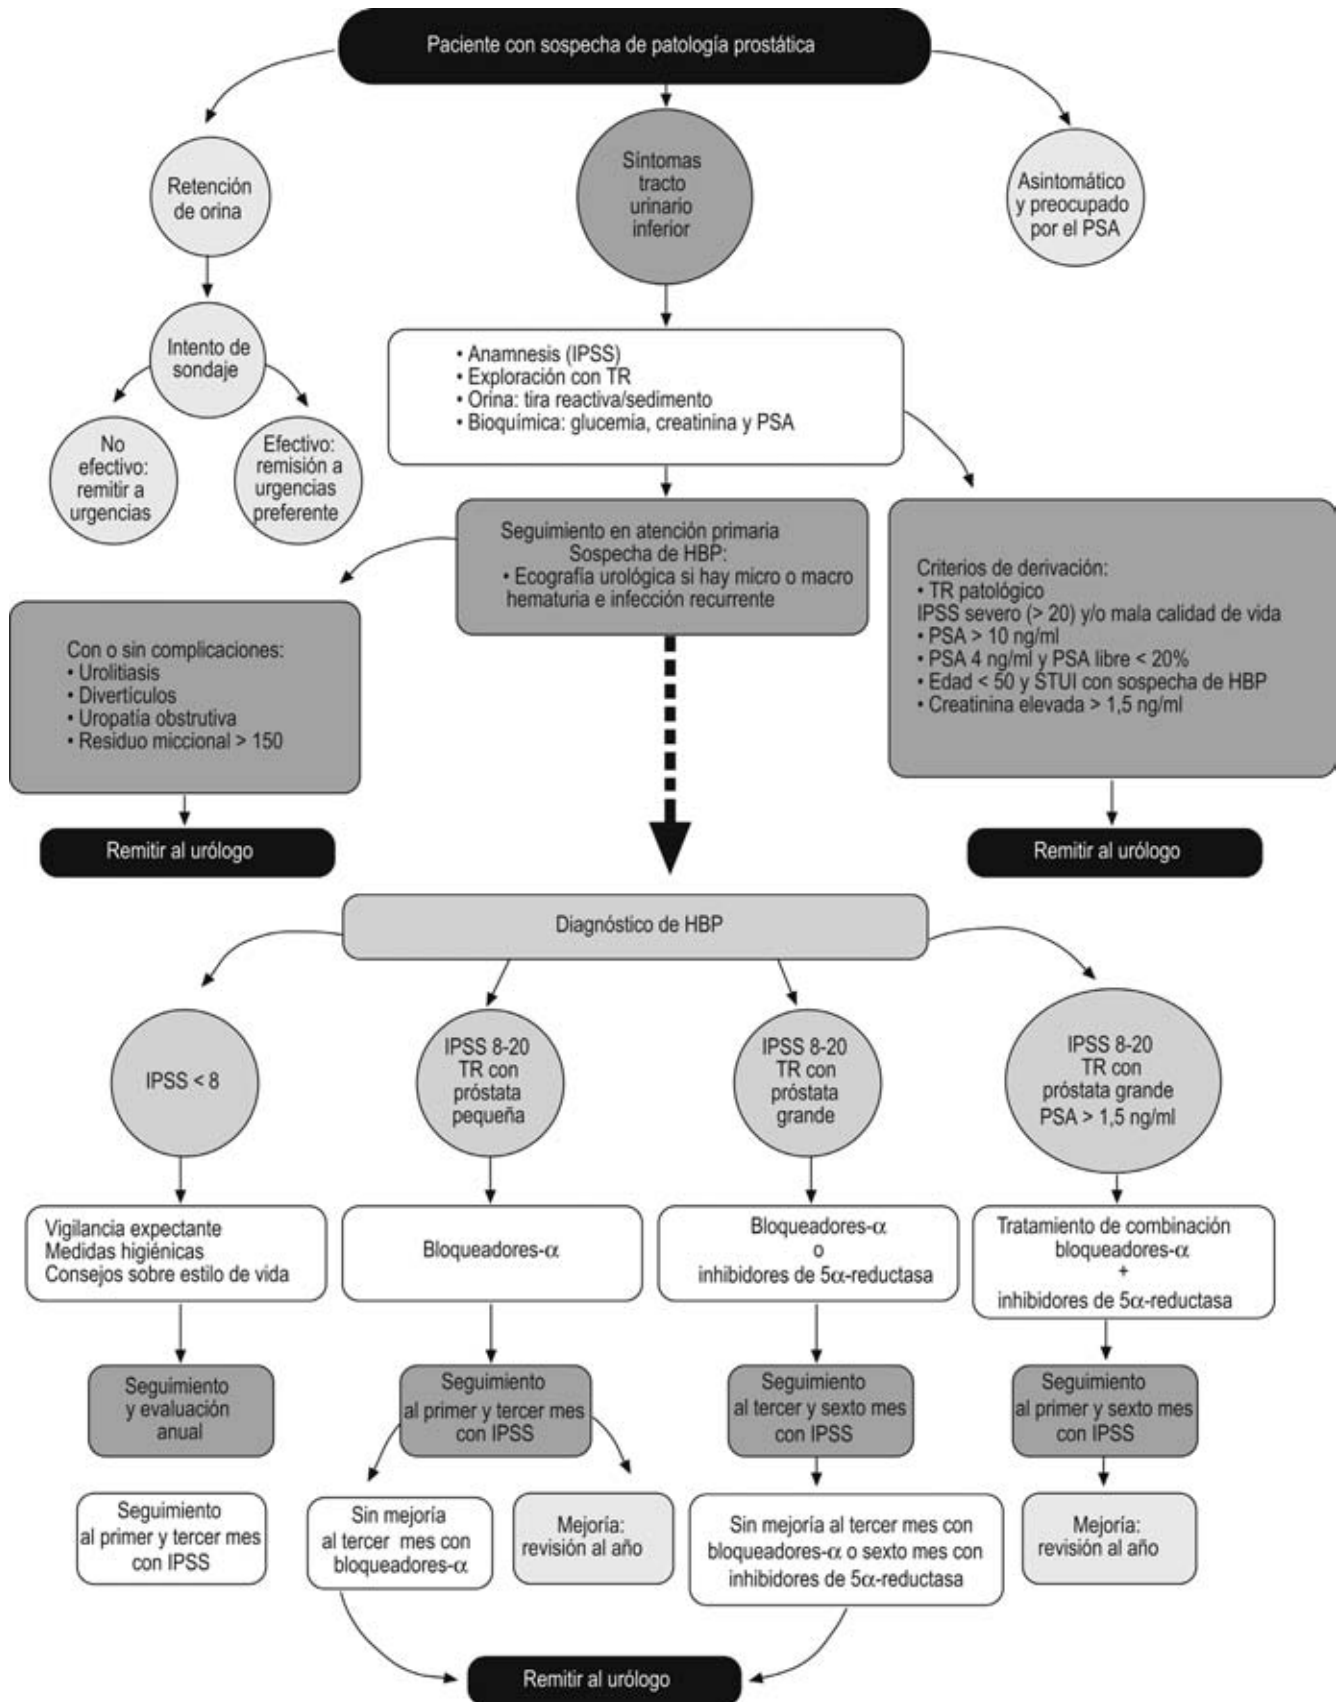 Paciente con sospecha de patología prostática
Retención
de orina
Síntomas
tracto
urinario
inferior
Asintomático
y preocupado
por el PSA
Intento de
sondaje
No
efectivo:
remitir a
urgencias
Efectivo:
remisión a
urgencias
preferente
• Anamnesis (IPSS)
• Exploración con TR
• Orina: tira reactiva/sedimento
• Bioquímica: glucemia, creatinina y PSA
Seguimiento en atención primaria
Sospecha de HBP:
• Ecografía urológica si hay micro o macro
hematuria e infección recurrente
Criterios de derivación:
• TR patológico
IPSS severo (> 20) y/o mala calidad de vida
• PSA > 10 ng/ml
• PSA 4 ng/ml y PSA libre < 20%
• Edad < 50 y STUI con sospecha de HBP
• Creatinina elevada > 1,5 ng/ml
Con o sin complicaciones:
• Urolitiasis
• Divertículos
• Uropatía obstrutiva
• Residuo miccional > 150
Remitir al urólogo
Remitir al urólogo
Diagnóstico de HBP
IPSS < 8
IPSS 8-20
TR con
próstata
pequeña
IPSS 8-20
TR con
próstata
grande
IPSS 8-20
TR con
próstata grande
PSA > 1,5 ng/ml
Vigilancia expectante
Medidas higiénicas
Consejos sobre estilo de vida
Bloqueadores-α
Bloqueadores-α
o
inhibidores de 5α-reductasa
Tratamiento de combinación
bloqueadores-α
+
inhibidores de 5α-reductasa
Seguimiento
y evaluación
anual
Seguimiento
al primer y tercer mes
con IPSS
Seguimiento
al tercer y sexto mes
con IPSS
Seguimiento
al primer y sexto mes
con IPSS
Seguimiento
al primer y tercer mes
con IPSS
Sin mejoría
al tercer mes con
bloqueadores-α
Mejoría:
revisión al año
Sin mejoría al tercer mes con
bloqueadores-α o sexto mes con
inhibidores de 5α-reductasa
Mejoría:
revisión al año
Remitir al urólogo